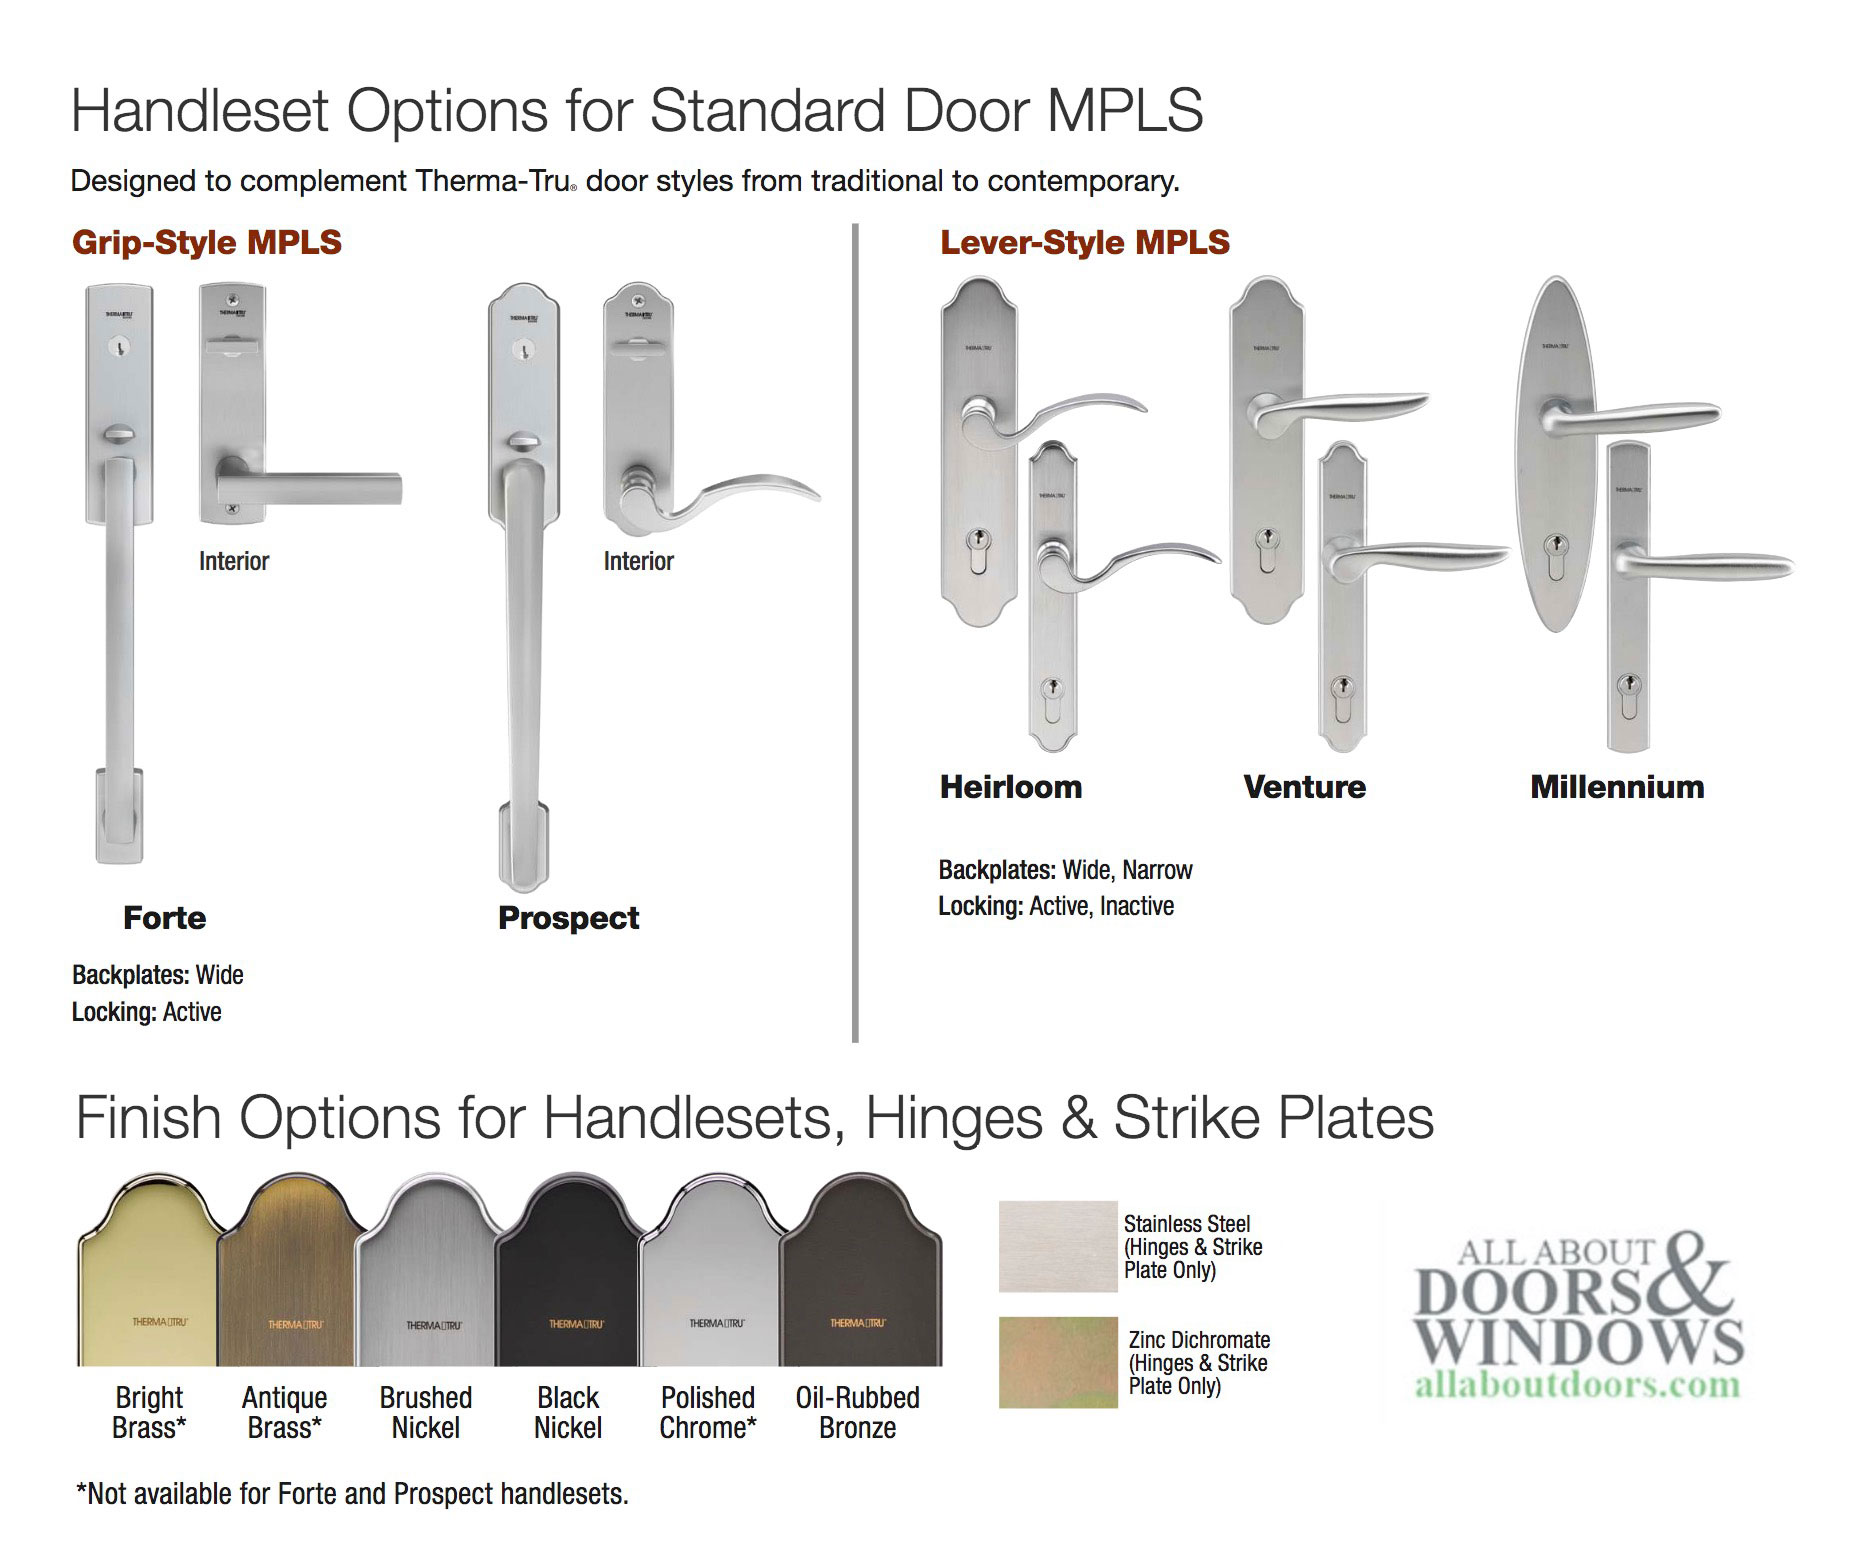 Handleset Options for Standard Door MPLS
Designed to complement Therma-Tru® door styles from traditional to contemporary.
Grip-Style MPLS
THERMA TRU
THERMA TRU
Interior
THERMA TRU
THERMA TRU
Interior
Forte
Prospect
Backplates: Wide
Locking: Active
Lever-Style MPLS
THERMA TRU
THERMA TRU
THERMA TRU
THERMA TRU
THERMA TRU
THERMA TRU
Heirloom
Venture
Millennium
Backplates: Wide, Narrow
Locking: Active, Inactive
Finish Options for Handlesets, Hinges & Strike Plates
THERMA TRU
THERMA TRU
THERMA TRU
THERMA TRU
THERMA TRU
THERMA TRU
Bright
Brass*
Antique
Brass*
Brushed
Nickel
Black
Nickel
Polished
Chrome*
Oil-Rubbed
Bronze
Stainless Steel
(Hinges & Strike
Plate Only)
Zinc Dichromate
(Hinges & Strike
Plate Only)
*Not available for Forte and Prospect handlesets.
ALL ABOUT
DOORS &
WINDOWS
allaboutdoors.com